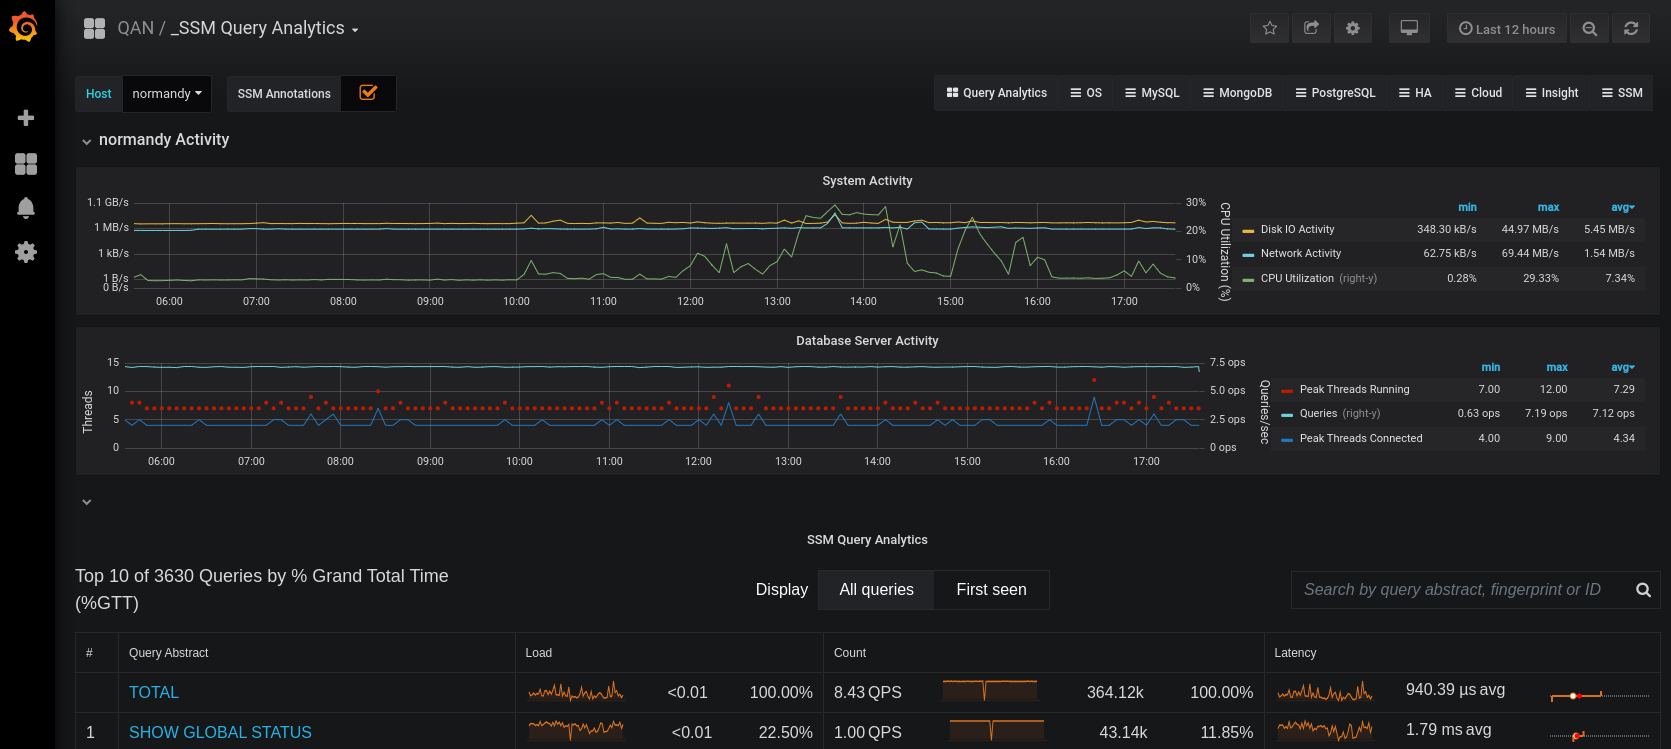 QAN / _SSM Query Analytics
Last 12 hours
Host normandy SSM Annotations
Query Analytics OS MySQL MongoDB PostgreSQL HA Cloud Insight SSM
normandy Activity
System Activity
1.1 GB/s
1 MB/s
1 kB/s
1 B/s
0 B/s
30%
20%
10%
0%
CPU Utilization (%)
06:00 07:00 08:00 09:00 10:00 11:00 12:00 13:00 14:00 15:00 16:00 17:00
min max avg
Disk IO Activity 348.30 kB/s 44.97 MB/s 5.45 MB/s
Network Activity 62.75 kB/s 69.44 MB/s 1.54 MB/s
CPU Utilization (right-y) 0.28% 29.33% 7.34%
Database Server Activity
Threads
15
10
5
0
7.5 ops
5.0 ops
2.5 ops
0 ops
Queries/sec
06:00 07:00 08:00 09:00 10:00 11:00 12:00 13:00 14:00 15:00 16:00 17:00
min max avg
Peak Threads Running 7.00 12.00 7.29
Queries (right-y) 0.63 ops 7.19 ops 7.12 ops
Peak Threads Connected 4.00 9.00 4.34
SSM Query Analytics
Top 10 of 3630 Queries by % Grand Total Time
(%GTT)
Display All queries First seen
Search by query abstract, fingerprint or ID
# Query Abstract Load Count Latency
TOTAL <0.01 100.00% 8.43 QPS 364.12k 100.00% 940.39 µs avg
1 SHOW GLOBAL STATUS <0.01 22.50% 1.00 QPS 43.14k 11.85% 1.79 ms avg